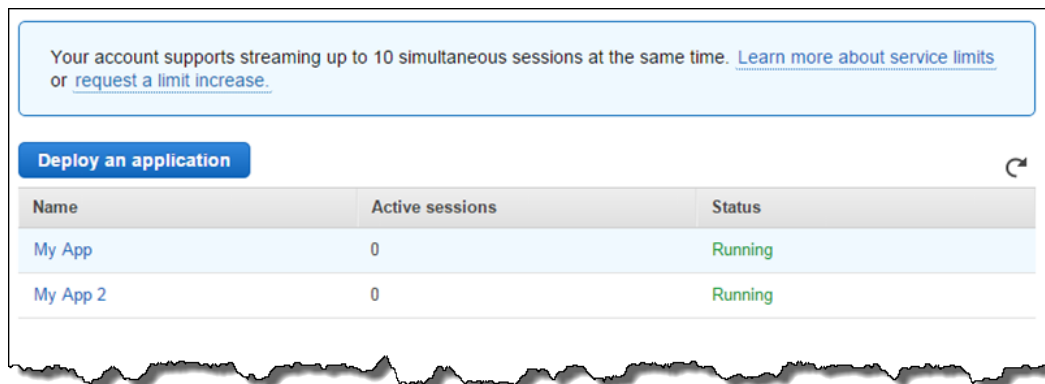 Your account supports streaming up to 10 simultaneous sessions at the same time. Learn more about service limits
or request a limit increase.
Deploy an application
Name Active sessions Status
My App 0 Running
My App 2 0 Running